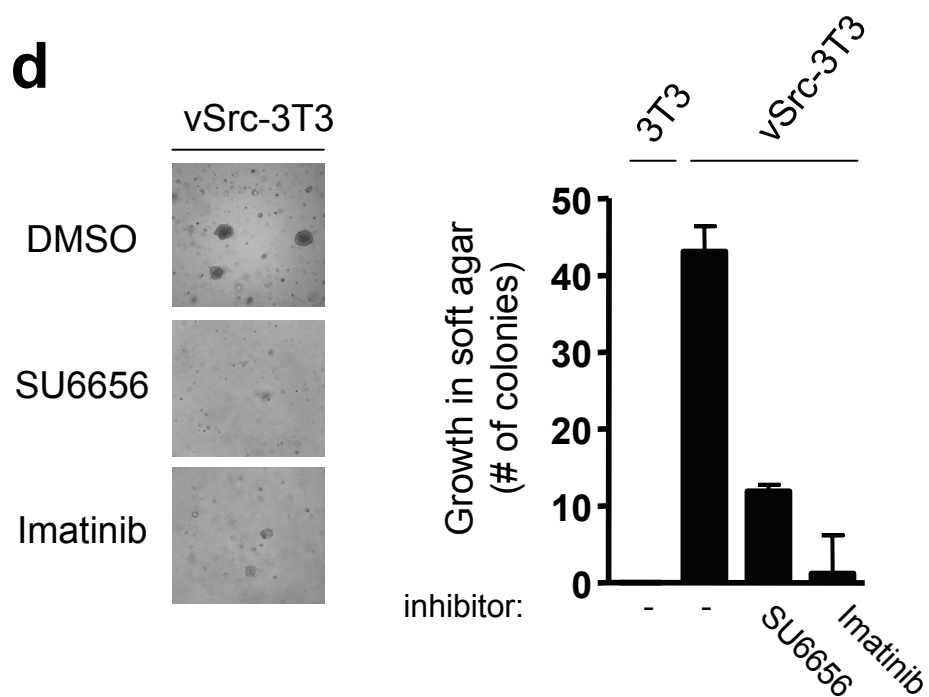 d
vSrc-3T3
DMSO
SU6656
Imatinib
3T3
vSrc-3T3
Growth in soft agar
(# of colonies)
50
40
30
20
10
0
inhibitor:
-
-
SU6656
Imatinib